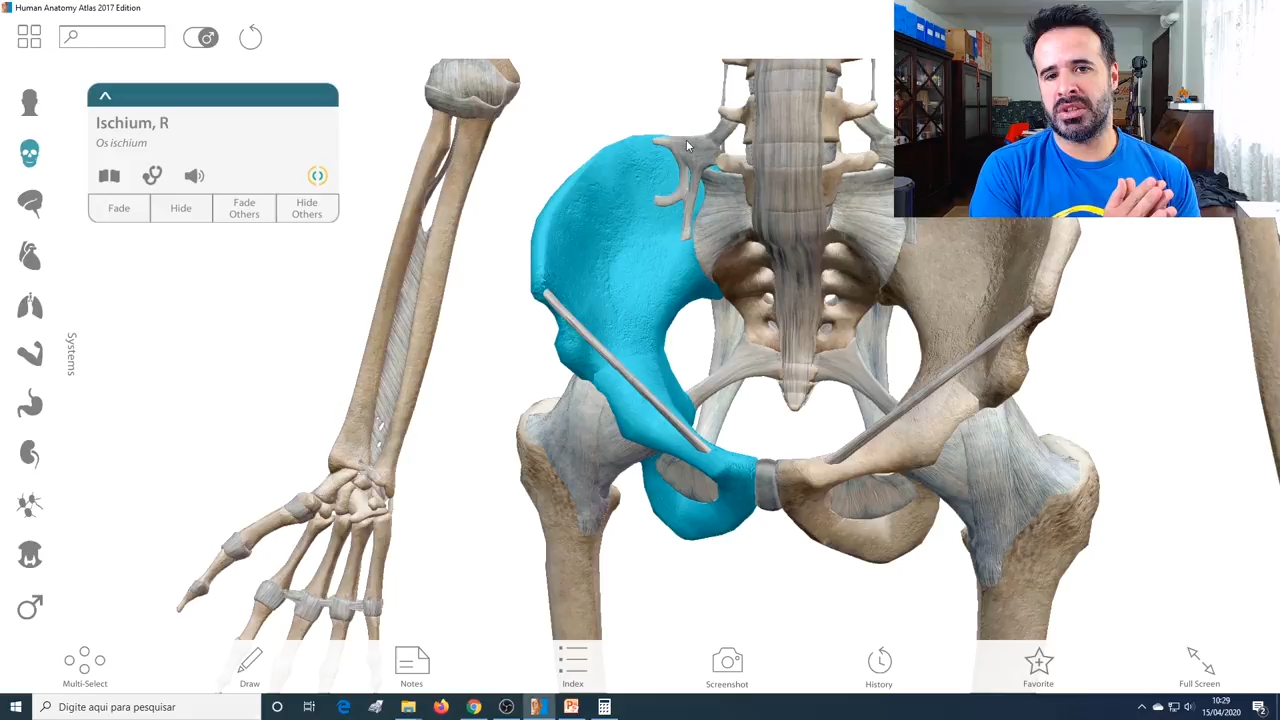 Human Anatomy Atlas 2017 Edition
Ischium, R
Os ischium
Fade
Hide
Fade Others
Hide Others
Systems
Multi-Select
Draw
Notes
Index
Screenshot
History
Favorite
Full Screen
Digite aqui para pesquisar
10:29
15/04/2020
2